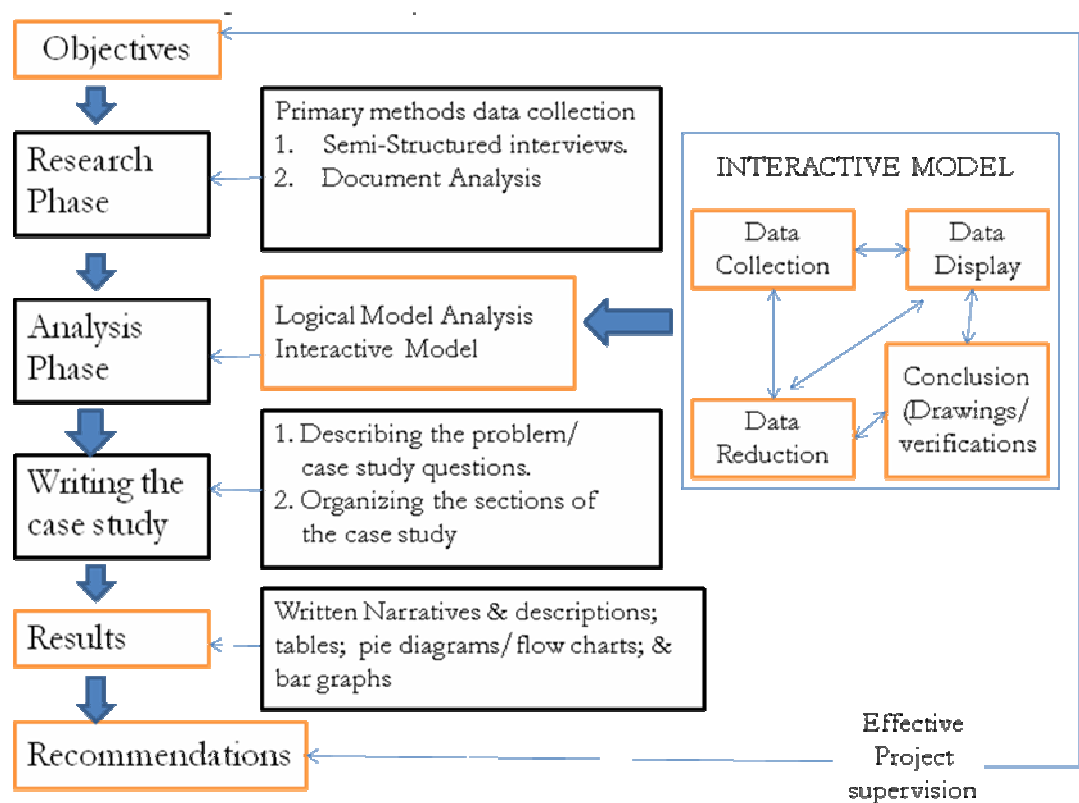 Objectives
Research
Phase
Primary methods data collection
1. Semi-Structured interviews.
2. Document Analysis
INTERACTIVE MODEL
Data
Collection
Data
Display
Data
Reduction
Conclusion
(Drawings/
verifications
Analysis
Phase
Logical Model Analysis
Interactive Model
Writing the
case study
1. Describing the problem/
case study questions.
2. Organizing the sections of
the case study
Results
Written Narratives & descriptions;
tables; pie diagrams/flow charts; &
bar graphs
Recommendations
Effective
Project
supervision